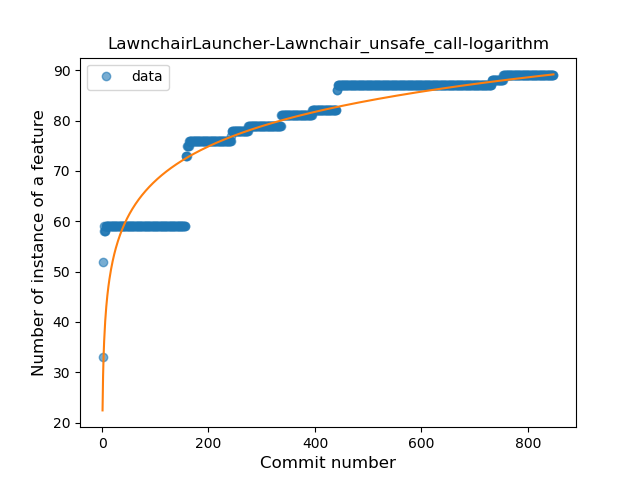 LawnchairLauncher-Lawnchair_unsafe_call-logarithm
data
Number of instance of a feature
90
80
70
60
50
40
30
20
0 200 400 600 800
Commit number